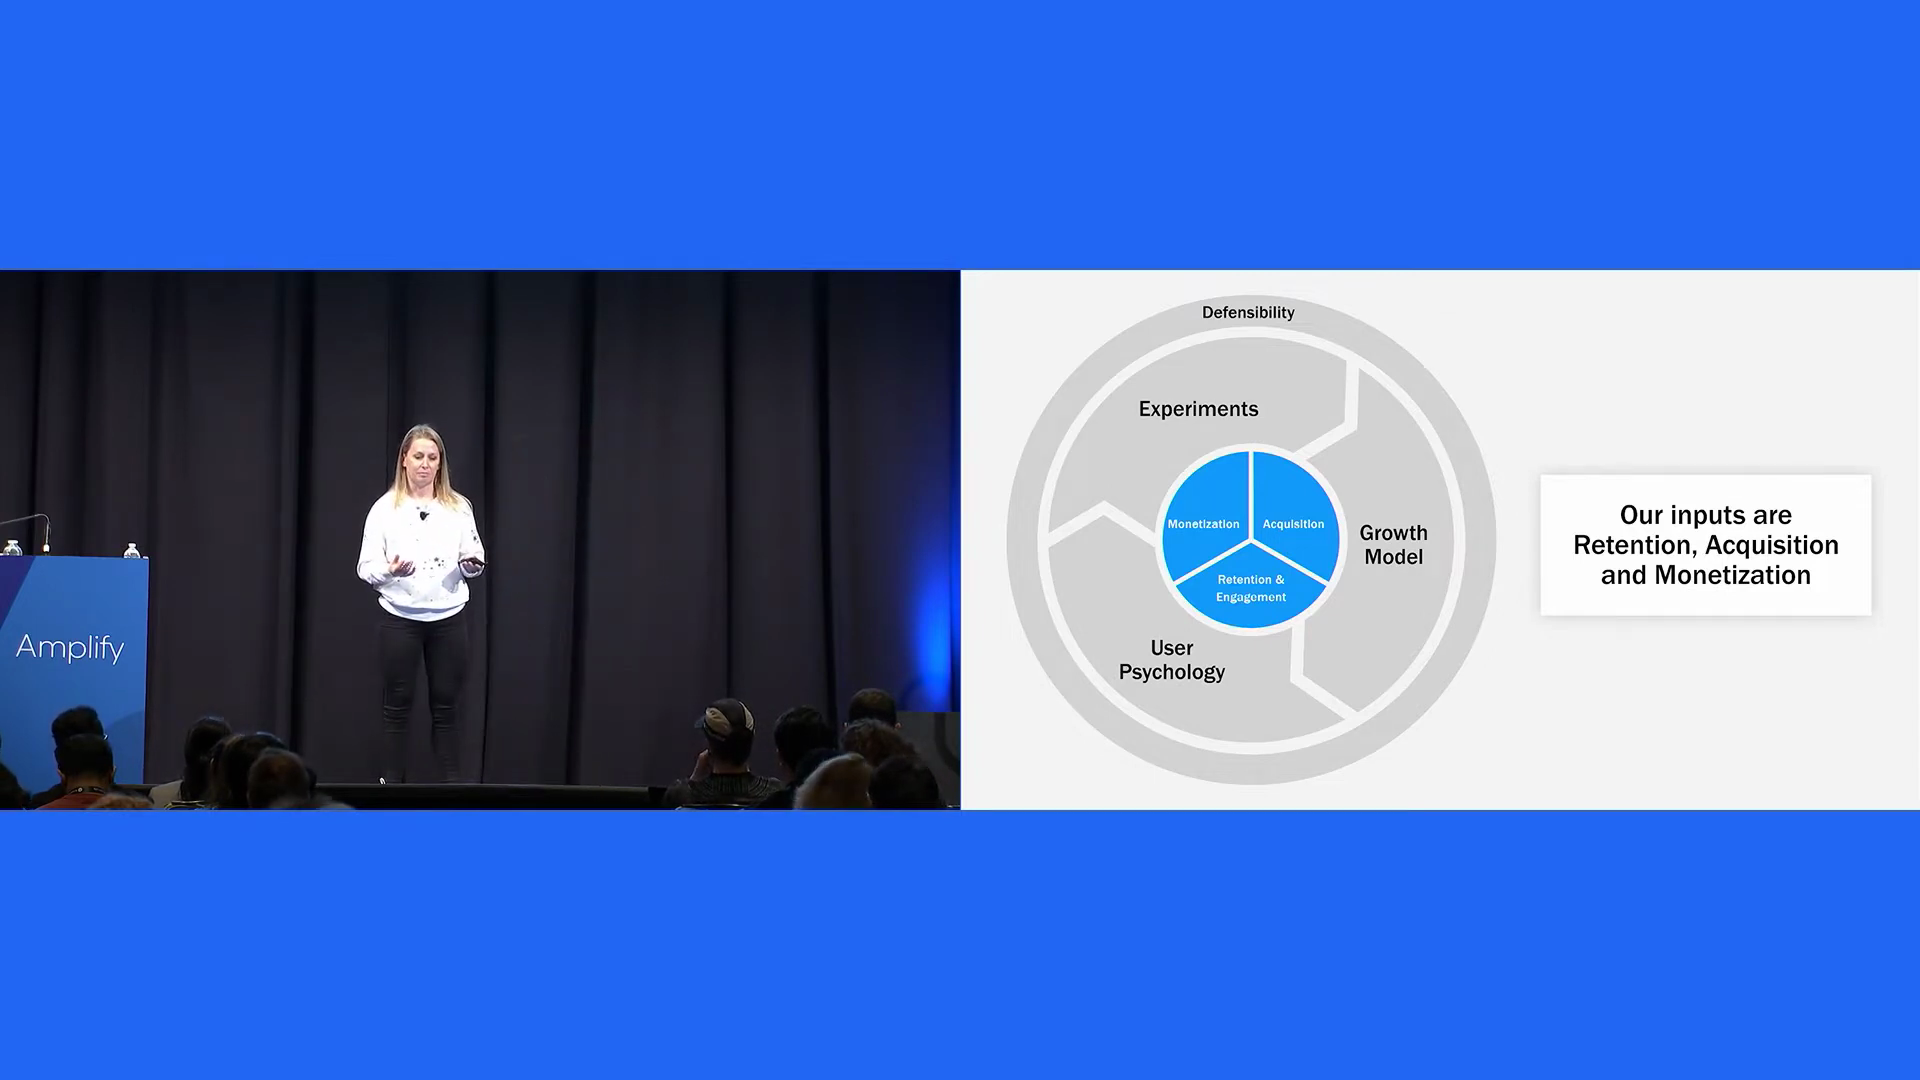 Amplify
Defensibility
Experiments
Monetization
Acquisition
Growth
Model
Retention &
Engagement
User
Psychology
Our inputs are
Retention, Acquisition
and Monetization